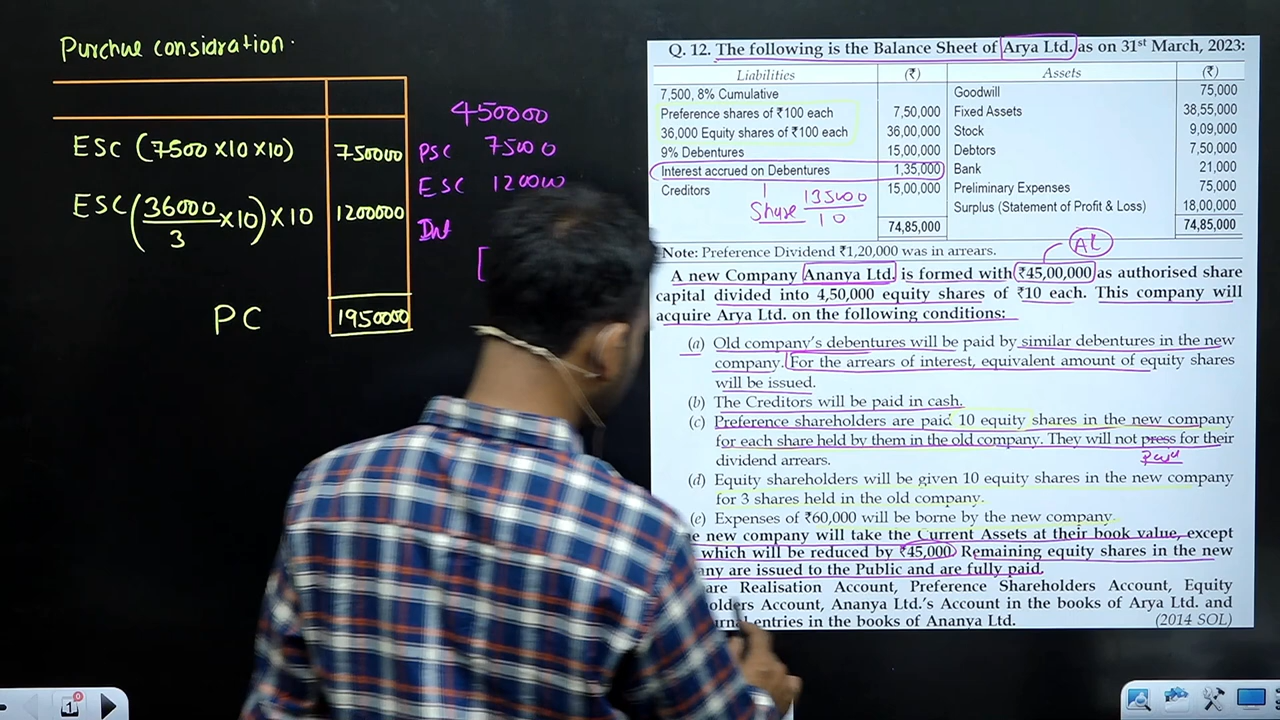 Purchue considration.
ESC (7500 x 10 x 10) 750000
ESC (36000/3 x 10) x 10 1200000
PC 1950000
450000
PSC 75000
ESC 120000
[
Q. 12. The following is the Balance Sheet of Arya Ltd. as on 31st March, 2023:
Liabilities (₹) Assets (₹)
7,500, 8% Cumulative Goodwill 75,000
Preference shares of ₹100 each 7,50,000 Fixed Assets 38,55,000
36,000 Equity shares of ₹100 each 36,00,000 Stock 9,09,000
9% Debentures 15,00,000 Debtors 7,50,000
Interest accrued on Debentures 1,35,000 Bank 21,000
Creditors 15,00,000 Preliminary Expenses 75,000
Surplus (Statement of Profit & Loss) 18,00,000
74,85,000 74,85,000
Share 135000/10
Note: Preference Dividend ₹1,20,000 was in arrears.
A new Company Ananya Ltd. is formed with ₹45,00,000 as authorised share
capital divided into 4,50,000 equity shares of ₹10 each. This company will
acquire Arya Ltd. on the following conditions:
(a) Old company's debentures will be paid by similar debentures in the new
company. For the arrears of interest, equivalent amount of equity shares
will be issued.
(b) The Creditors will be paid in cash.
(c) Preference shareholders are paid 10 equity shares in the new company
for each share held by them in the old company. They will not press for their
dividend arrears.
(d) Equity shareholders will be given 10 equity shares in the new company
for 3 shares held in the old company.
(e) Expenses of ₹60,000 will be borne by the new company.
new company will take the Current Assets at their book value, except
which will be reduced by ₹45,000 Remaining equity shares in the new
are issued to the Public and are fully paid.
Realisation Account, Preference Shareholders Account, Equity
Account, Ananya Ltd.'s Account in the books of Arya Ltd. and
entries in the books of Ananya Ltd. (2014 SOL)
1
0